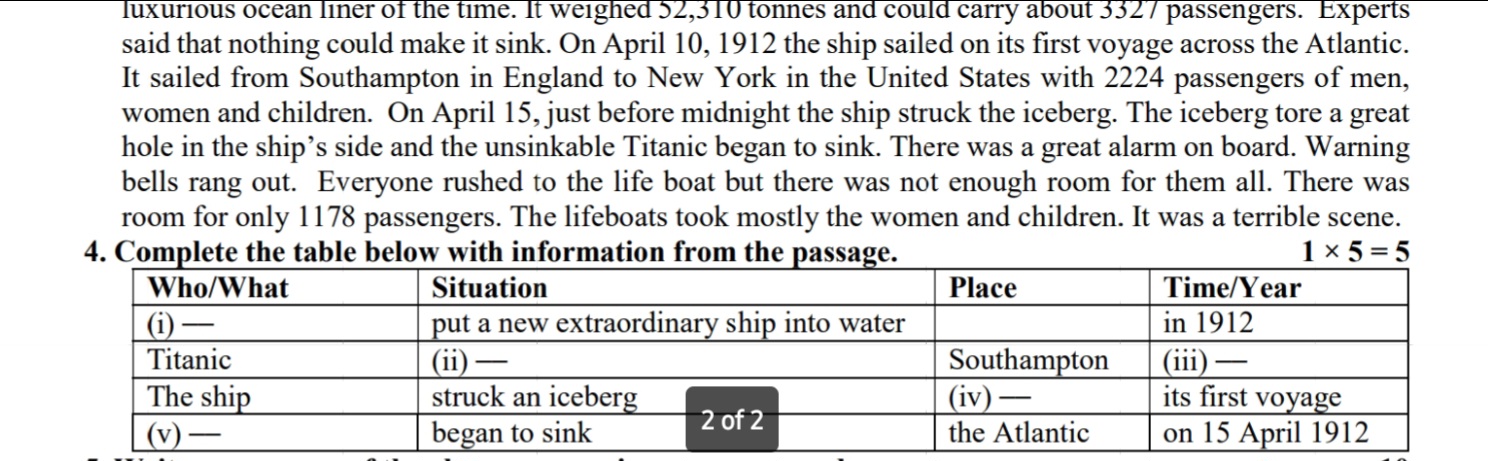 luxurious ocean liner of the time. It weighed 52,310 tonnes and could carry about 3327 passengers. Experts
said that nothing could make it sink. On April 10, 1912 the ship sailed on its first voyage across the Atlantic.
It sailed from Southampton in England to New York in the United States with 2224 passengers of men,
women and children. On April 15, just before midnight the ship struck the iceberg. The iceberg tore a great
hole in the ship's side and the unsinkable Titanic began to sink. There was a great alarm on board. Warning
bells rang out. Everyone rushed to the life boat but there was not enough room for them all. There was
room for only 1178 passengers. The lifeboats took mostly the women and children. It was a terrible scene.
4. Complete the table below with information from the passage. 1 × 5 = 5
Who/What Situation Place Time/Year
(i) — put a new extraordinary ship into water in 1912
Titanic (ii) — Southampton (iii) —
The ship struck an iceberg (iv) — its first voyage
2 of 2
(v) — began to sink the Atlantic on 15 April 1912